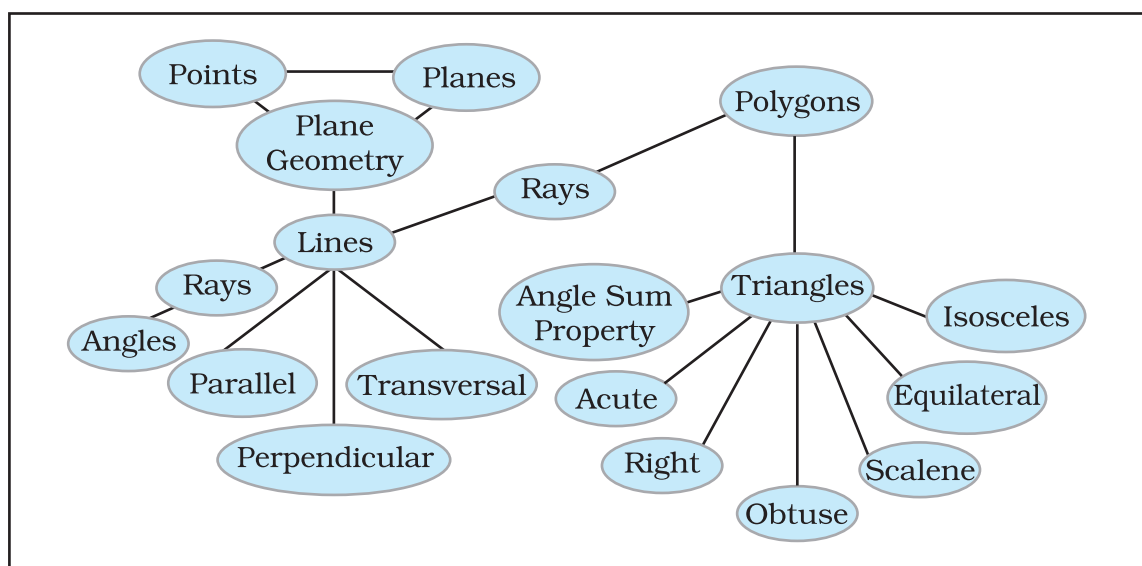 Points
Planes
Polygons
Plane
Geometry
Rays
Lines
Rays
Triangles
Angle Sum
Property
Isosceles
Angles
Parallel
Transversal
Acute
Equilateral
Perpendicular
Right
Scalene
Obtuse